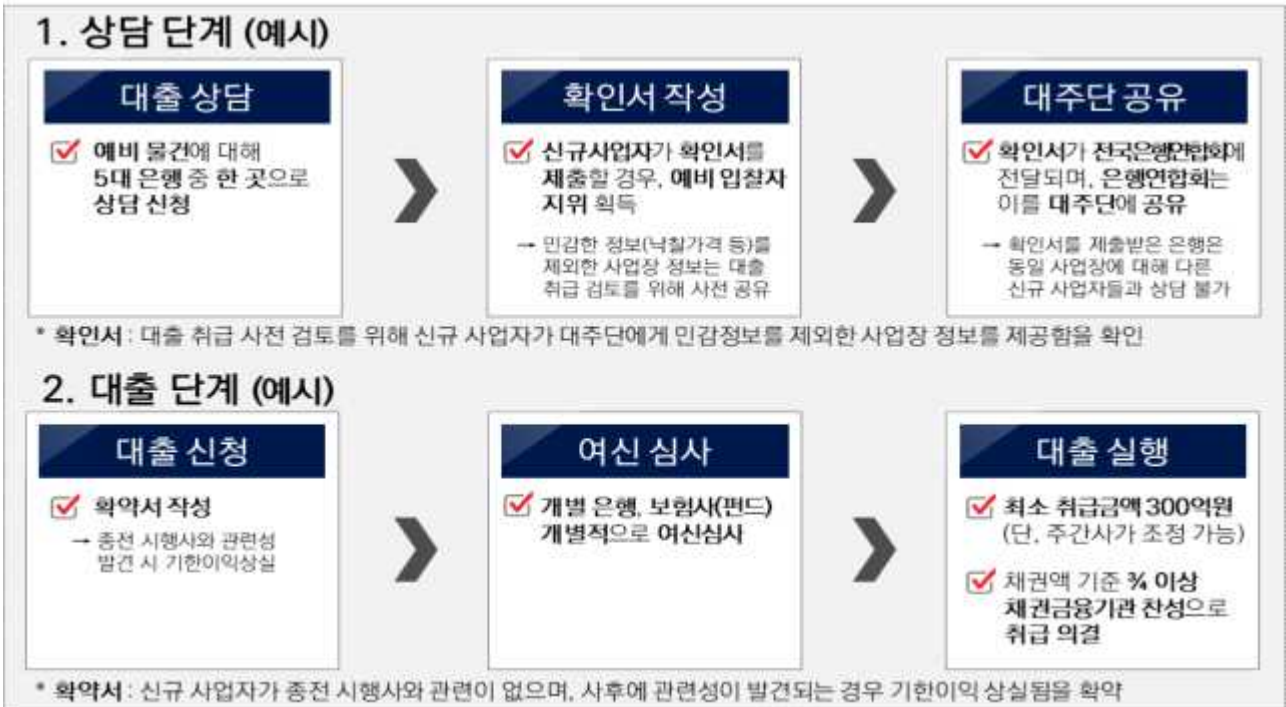 1. 상담 단계 (예시)
대출 상담
예비 물건에 대해
5대 은행 중 한 곳으로
상담 신청
확인서 작성
신규사업자가 확인서를
제출할 경우, 예비 입찰자
지위 획득
→ 민감한 정보(낙찰가격 등)를
제외한 사업장 정보는 대출
취급 검토를 위해 사전 공유
대주단 공유
확인서가 전국은행연합회에
전달되며, 은행연합회는
이를 대주단에 공유
→ 확인서를 제출받은 은행은
동일 사업장에 대해 다른
신규 사업자들과 상담 불가
* 확인서 : 대출 취급 사전 검토를 위해 신규 사업자가 대주단에게 민감정보를 제외한 사업장 정보를 제공함을 확인
2. 대출 단계 (예시)
대출 신청
확약서 작성
→ 종전 시행사와 관련성
발견 시 기한이익상실
여신 심사
개별 은행, 보험사(펀드)
개별적으로 여신심사
대출 실행
최소 취급금액 300억원
(단, 주간사가 조정 가능)
채권액 기준 ¾ 이상
채권금융기관 찬성으로
취급 의결
* 확약서 : 신규 사업자가 종전 시행사와 관련이 없으며, 사후에 관련성이 발견되는 경우 기한이익 상실됨을 확약